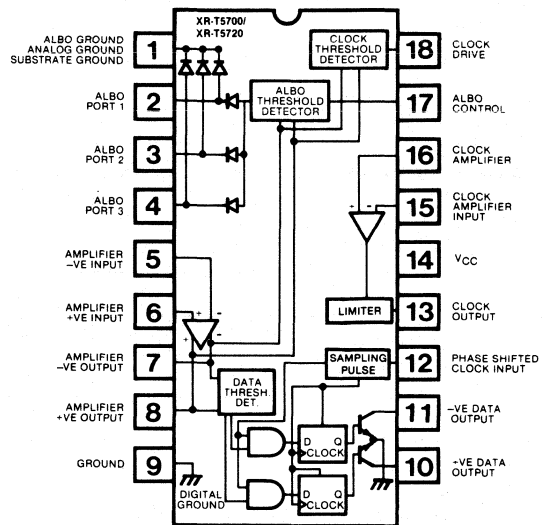 XR-T5700/
XR-T5720
ALBO GROUND
ANALOG GROUND
SUBSTRATE GROUND
1
ALBO
PORT 1
2
ALBO
PORT 2
3
ALBO
PORT 3
4
AMPLIFIER
–VE INPUT
5
AMPLIFIER
+VE INPUT
6
AMPLIFIER
–VE OUTPUT
7
AMPLIFIER
+VE OUTPUT
8
GROUND
9
CLOCK
THRESHOLD
DETECTOR
ALBO
THRESHOLD
DETECTOR
+ -
LIMITER
+ -
+ -
SAMPLING
PULSE
DATA
THRESH.
DET.
D Q
CLOCK
D Q
CLOCK
DIGITAL
GROUND
18
CLOCK
DRIVE
17
ALBO
CONTROL
16
CLOCK
AMPLIFIER
15
CLOCK
AMPLIFIER
INPUT
14
VCC
13
CLOCK
OUTPUT
12
PHASE SHIFTED
CLOCK INPUT
11
–VE DATA
OUTPUT
10
+VE DATA
OUTPUT